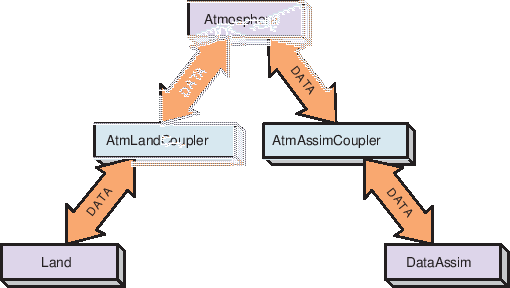 Atmosphere
DATA
DATA
AtmLandCoupler
AtmAssimCoupler
DATA
DATA
Land
DataAssim